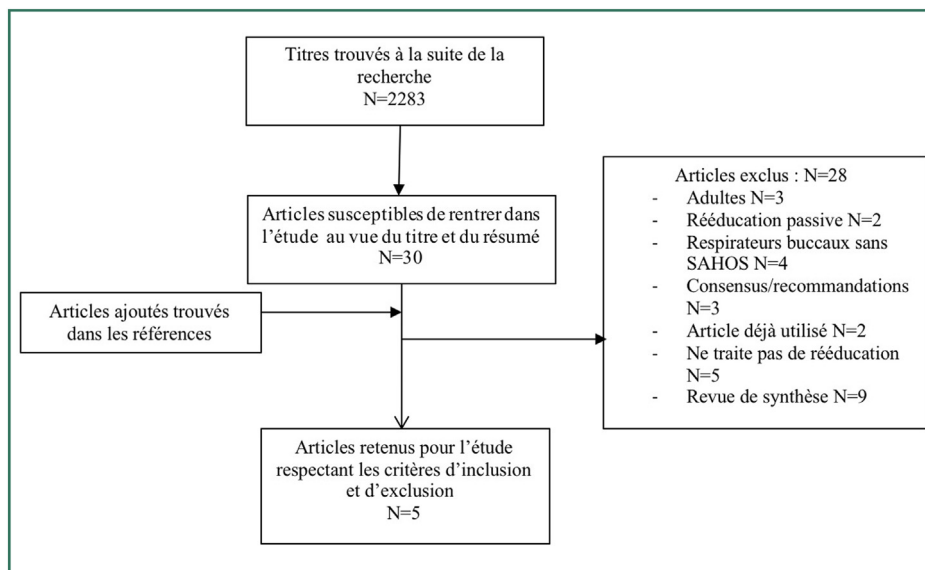 Titres trouvés à la suite de la
recherche
N=2283
Articles susceptibles de rentrer dans
l’étude au vue du titre et du résumé
N=30
Articles ajoutés trouvés
dans les références
Articles exclus : N=28
- Adultes N=3
- Rééducation passive N=2
- Respirateurs buccaux sans
SAHOS N=4
- Consensus/recommandations
N=3
- Article déjà utilisé N=2
- Ne traite pas de rééducation
N=5
- Revue de synthèse N=9
Articles retenus pour l’étude
respectant les critères d’inclusion
et d’exclusion
N=5